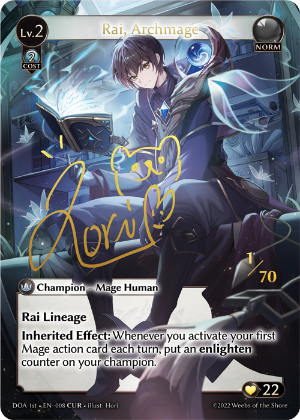 Lv.2
Rai, Archmage
2
COST
NORM
Hori
1/70
Champion – Mage Human
Rai Lineage
Inherited Effect: Whenever you activate your first
Mage action card each turn, put an enlighten
counter on your champion.
22
DOA 1st • EN-008 CUR • illust. Hori
©2022 Weebs of the Shore